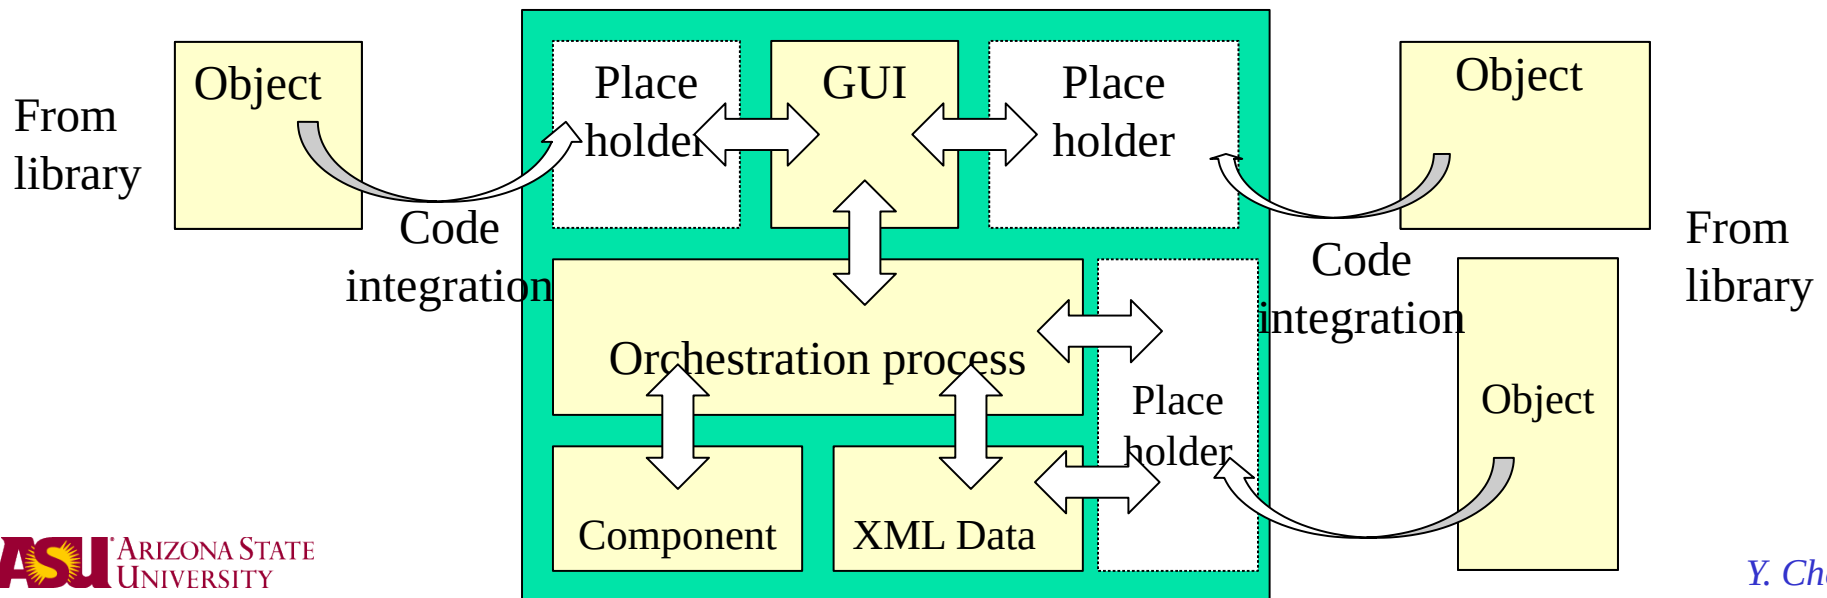 From
library
Object
Code
integration
Place
holder
GUI
Place
holder
Orchestration process
Component
XML Data
Place
holder
Object
Code
integration
From
library
Object
ASU ARIZONA STATE
UNIVERSITY
Y.